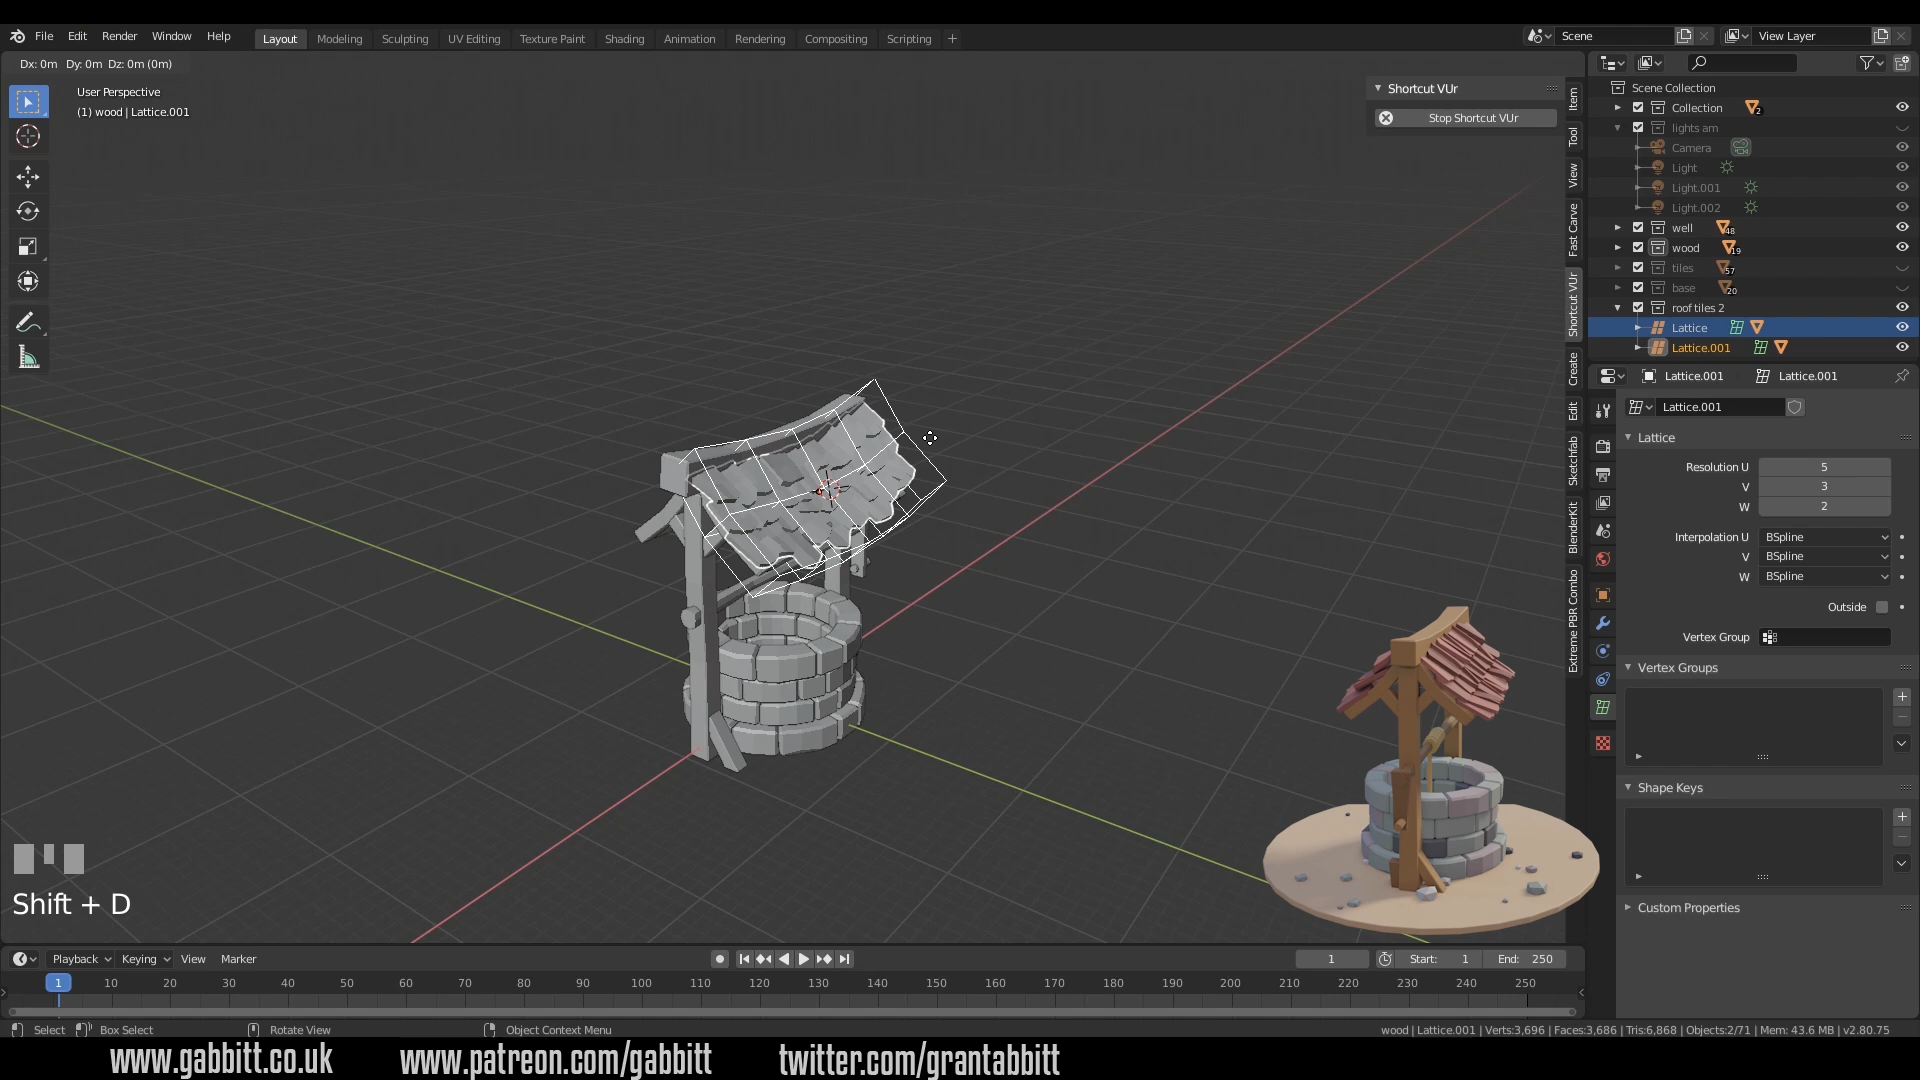 File Edit Render Window Help Layout Modeling Sculpting UV Editing Texture Paint Shading Animation Rendering Compositing Scripting + Scene View Layer
Dx: 0m Dy: 0m Dz: 0m (0m)
User Perspective
(1) wood | Lattice.001
Shortcut VUr
Stop Shortcut VUr
Item
Tool
View
Fast Carve
Shortcut VUr
Create
Edit
Sketchfab
BlenderKit
Extreme PBR Combo
Scene Collection
Collection 2
lights am
Camera
Light
Light.001
Light.002
well 48
wood 19
tiles 57
base 20
roof tiles 2
Lattice
Lattice.001
Lattice.001 Lattice.001
Lattice.001
Lattice
Resolution U 5
V 3
W 2
Interpolation U BSpline
V BSpline
W BSpline
Outside
Vertex Group
Vertex Groups
Shape Keys
Custom Properties
Shift + D
Playback Keying View Marker 1 Start: 1 End: 250
1 10 20 30 40 50 60 70 80 90 100 110 120 130 140 150 160 170 180 190 200 210 220 230 240 250
Select Box Select Rotate View Object Context Menu wood | Lattice.001 | Verts:3,696 | Faces:3,686 | Tris:6,868 | Objects:2/71 | Mem: 43.6 MB | v2.80.75
www.gabbitt.co.uk www.patreon.com/gabbitt twitter.com/grantabbitt